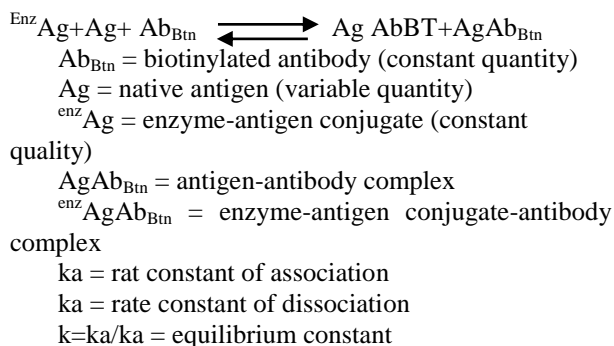 EnzAg+Ag+ AbBtn ⇌ Ag AbBT+AgAbBtn
AbBtn = biotinylated antibody (constant quantity)
Ag = native antigen (variable quantity)
enzAg = enzyme-antigen conjugate (constant
quality)
AgAbBtn = antigen-antibody complex
enzAgAbBtn = enzyme-antigen conjugate-antibody
complex
ka = rat constant of association
ka = rate constant of dissociation
k=ka/ka = equilibrium constant